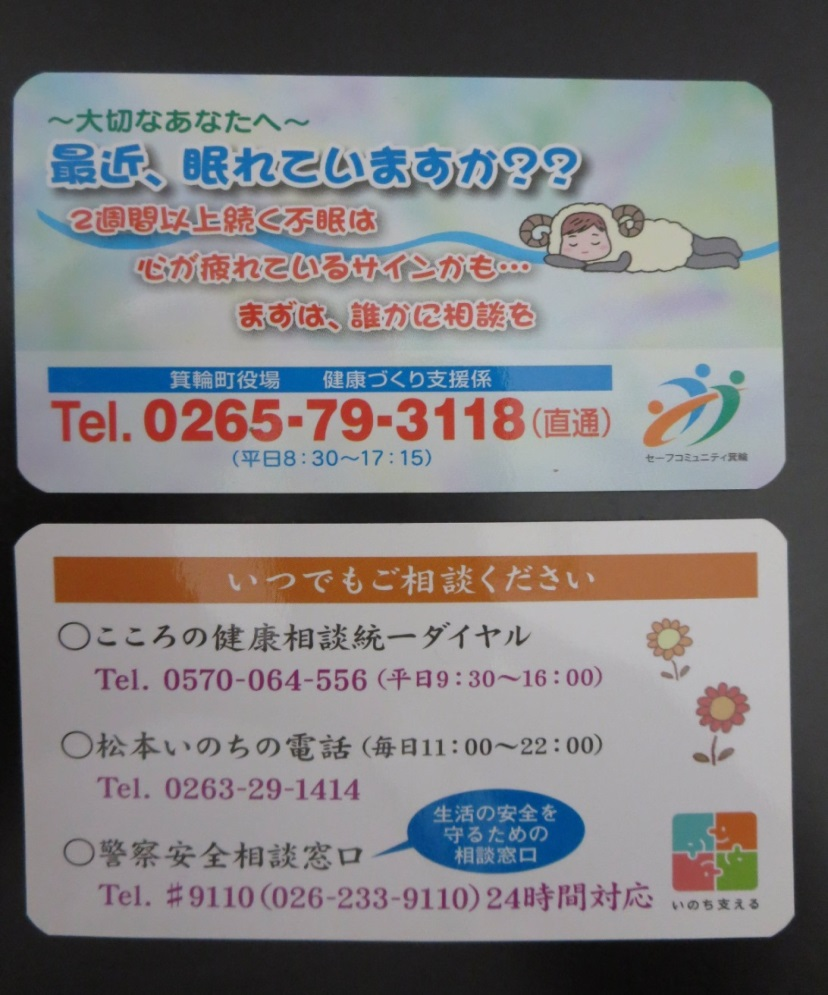 ～大切なあなたへ～
最近、眠れていますか？？
2週間以上続く不眠は
心が疲れているサインかも…
まずは、誰かに相談を
箕輪町役場　健康づくり支援係
Tel. 0265-79-3118（直通）
（平日8：30～17：15）
セーフコミュニティ箕輪
いつでもご相談ください
○こころの健康相談統一ダイヤル
Tel. 0570-064-556（平日9：30～16：00）
○松本いのちの電話（毎日11：00～22：00）
Tel. 0263-29-1414
○警察安全相談窓口
生活の安全を
守るための
相談窓口
Tel. ♯9110（026-233-9110）24時間対応
いのち支える